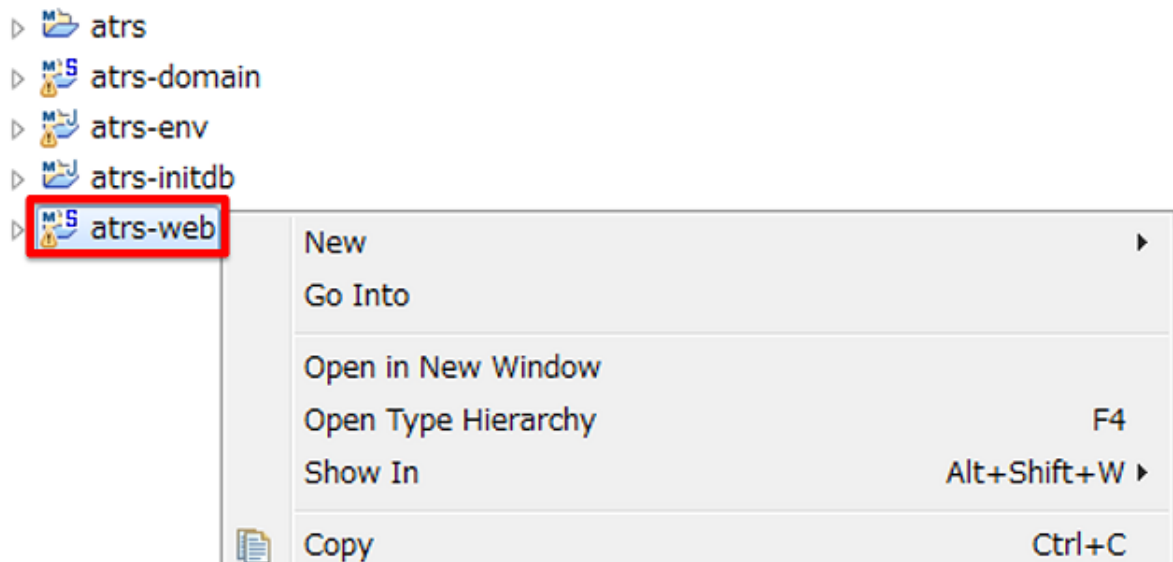 atrs
atrs-domain
atrs-env
atrs-initdb
atrs-web
New
Go Into
Open in New Window
Open Type Hierarchy F4
Show In Alt+Shift+W
Copy Ctrl+C